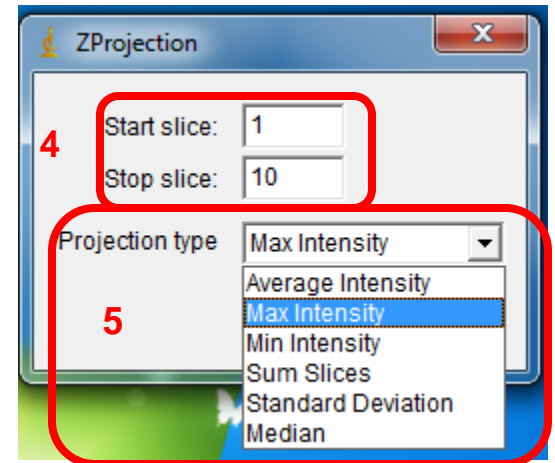 ZProjection
4
Start slice: 1
Stop slice: 10
Projection type Max Intensity
5
Average Intensity
Max Intensity
Min Intensity
Sum Slices
Standard Deviation
Median